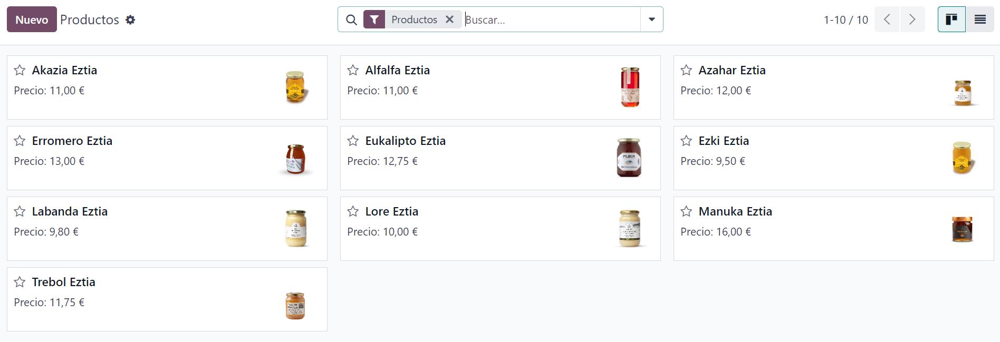 Nuevo Productos
Productos Buscar...
1-10 / 10
Akazia Eztia
Precio: 11,00 €
Alfalfa Eztia
Precio: 11,00 €
Azahar Eztia
Precio: 12,00 €
Erromero Eztia
Precio: 13,00 €
Eukalipto Eztia
Precio: 12,75 €
MURIA
Ezki Eztia
Precio: 9,50 €
Labanda Eztia
Precio: 9,80 €
Lore Eztia
Precio: 10,00 €
Manuka Eztia
Precio: 16,00 €
MANUKA
Trebol Eztia
Precio: 11,75 €